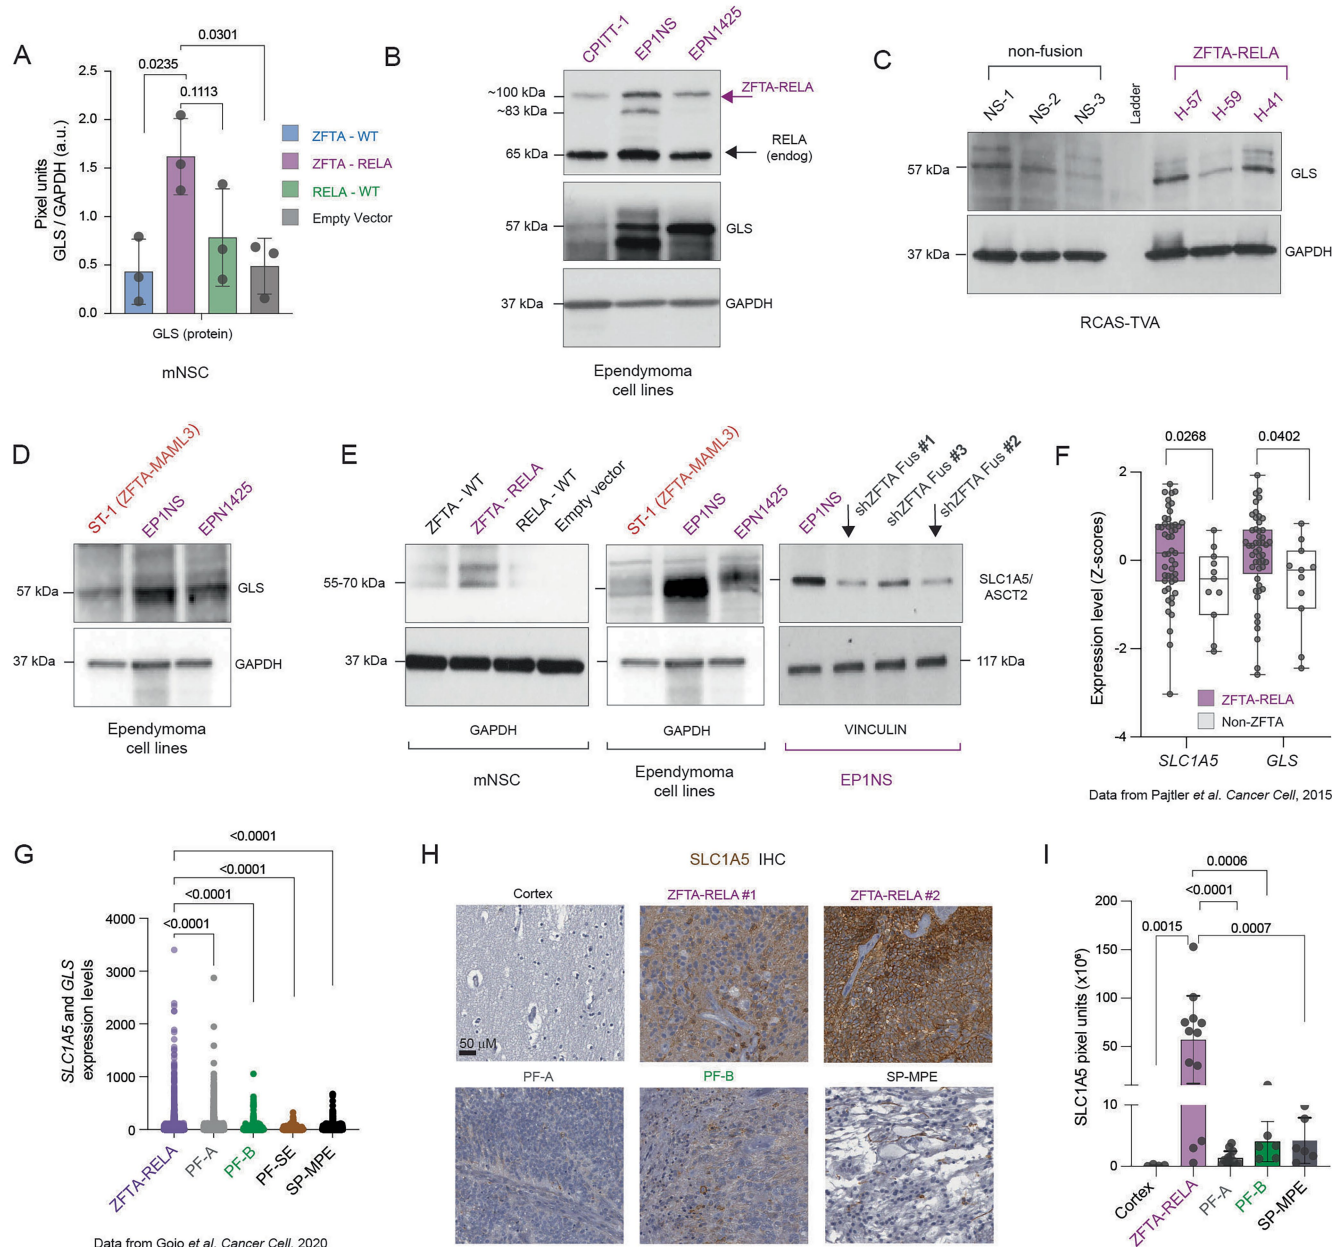 A
0.0301
0.0235
0.1113
2.5
2.0
1.5
1.0
0.5
0.0
Pixel units
GLS / GAPDH (a.u.)
ZFTA - WT
ZFTA - RELA
RELA - WT
Empty Vector
GLS (protein)
mNSC
B
CPITT-1
EP1NS
EPN1425
~100 kDa
~83 kDa
65 kDa
ZFTA-RELA
RELA
(endog)
57 kDa
GLS
37 kDa
GAPDH
Ependymoma
cell lines
C
non-fusion
ZFTA-RELA
NS-1
NS-2
NS-3
Ladder
H-57
H-59
H-41
57 kDa
GLS
37 kDa
GAPDH
RCAS-TVA
D
ST-1 (ZFTA-MAML3)
EP1NS
EPN1425
57 kDa
GLS
37 kDa
GAPDH
Ependymoma
cell lines
E
ZFTA - WT
ZFTA - RELA
RELA - WT
Empty vector
ST-1 (ZFTA-MAML3)
EP1NS
EPN1425
EP1NS
shZFTA Fus #1
shZFTA Fus #3
shZFTA Fus #2
55-70 kDa
SLC1A5/
ASCT2
37 kDa
117 kDa
GAPDH
GAPDH
VINCULIN
mNSC
Ependymoma
cell lines
EP1NS
F
0.0268
0.0402
2
0
-2
-4
Expression level (Z-scores)
ZFTA-RELA
Non-ZFTA
SLC1A5
GLS
Data from Pajtler et al. Cancer Cell, 2015
G
<0.0001
<0.0001
<0.0001
<0.0001
4000
3000
2000
1000
0
SLC1A5 and GLS
expression levels
ZFTA-RELA
PF-A
PF-B
PF-SE
SP-MPE
Data from Gojo et al. Cancer Cell, 2020
H
SLC1A5 IHC
Cortex
ZFTA-RELA #1
ZFTA-RELA #2
50 µM
PF-A
PF-B
SP-MPE
I
0.0006
<0.0001
0.0015
0.0007
200
150
100
50
10
0
SLC1A5 pixel units (x10⁶)
Cortex
ZFTA-RELA
PF-A
PF-B
SP-MPE